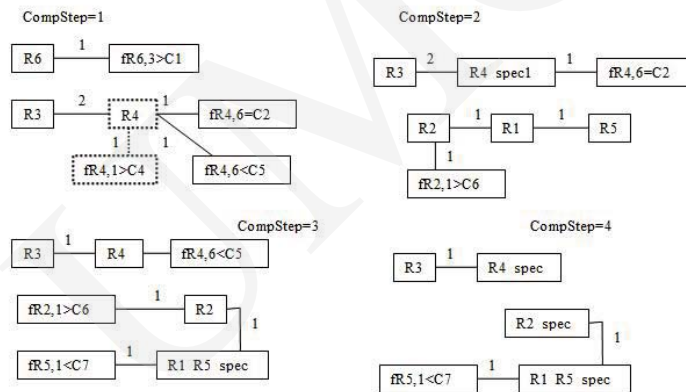 CompStep=1
CompStep=2
R6 1 fR6,3>C1
R3 2 R4 1 fR4,6=C2
1 1
fR4,1>C4 fR4,6<C5
R3 2 R4 spec1 1 fR4,6=C2
R2 1 R1 1 R5
1
fR2,1>C6
CompStep=3
R3 1 R4 fR4,6<C5
fR2,1>C6 1 R2
1
fR5,1<C7 1 R1 R5 spec
CompStep=4
R3 1 R4 spec
R2 spec
1
fR5,1<C7 1 R1 R5 spec